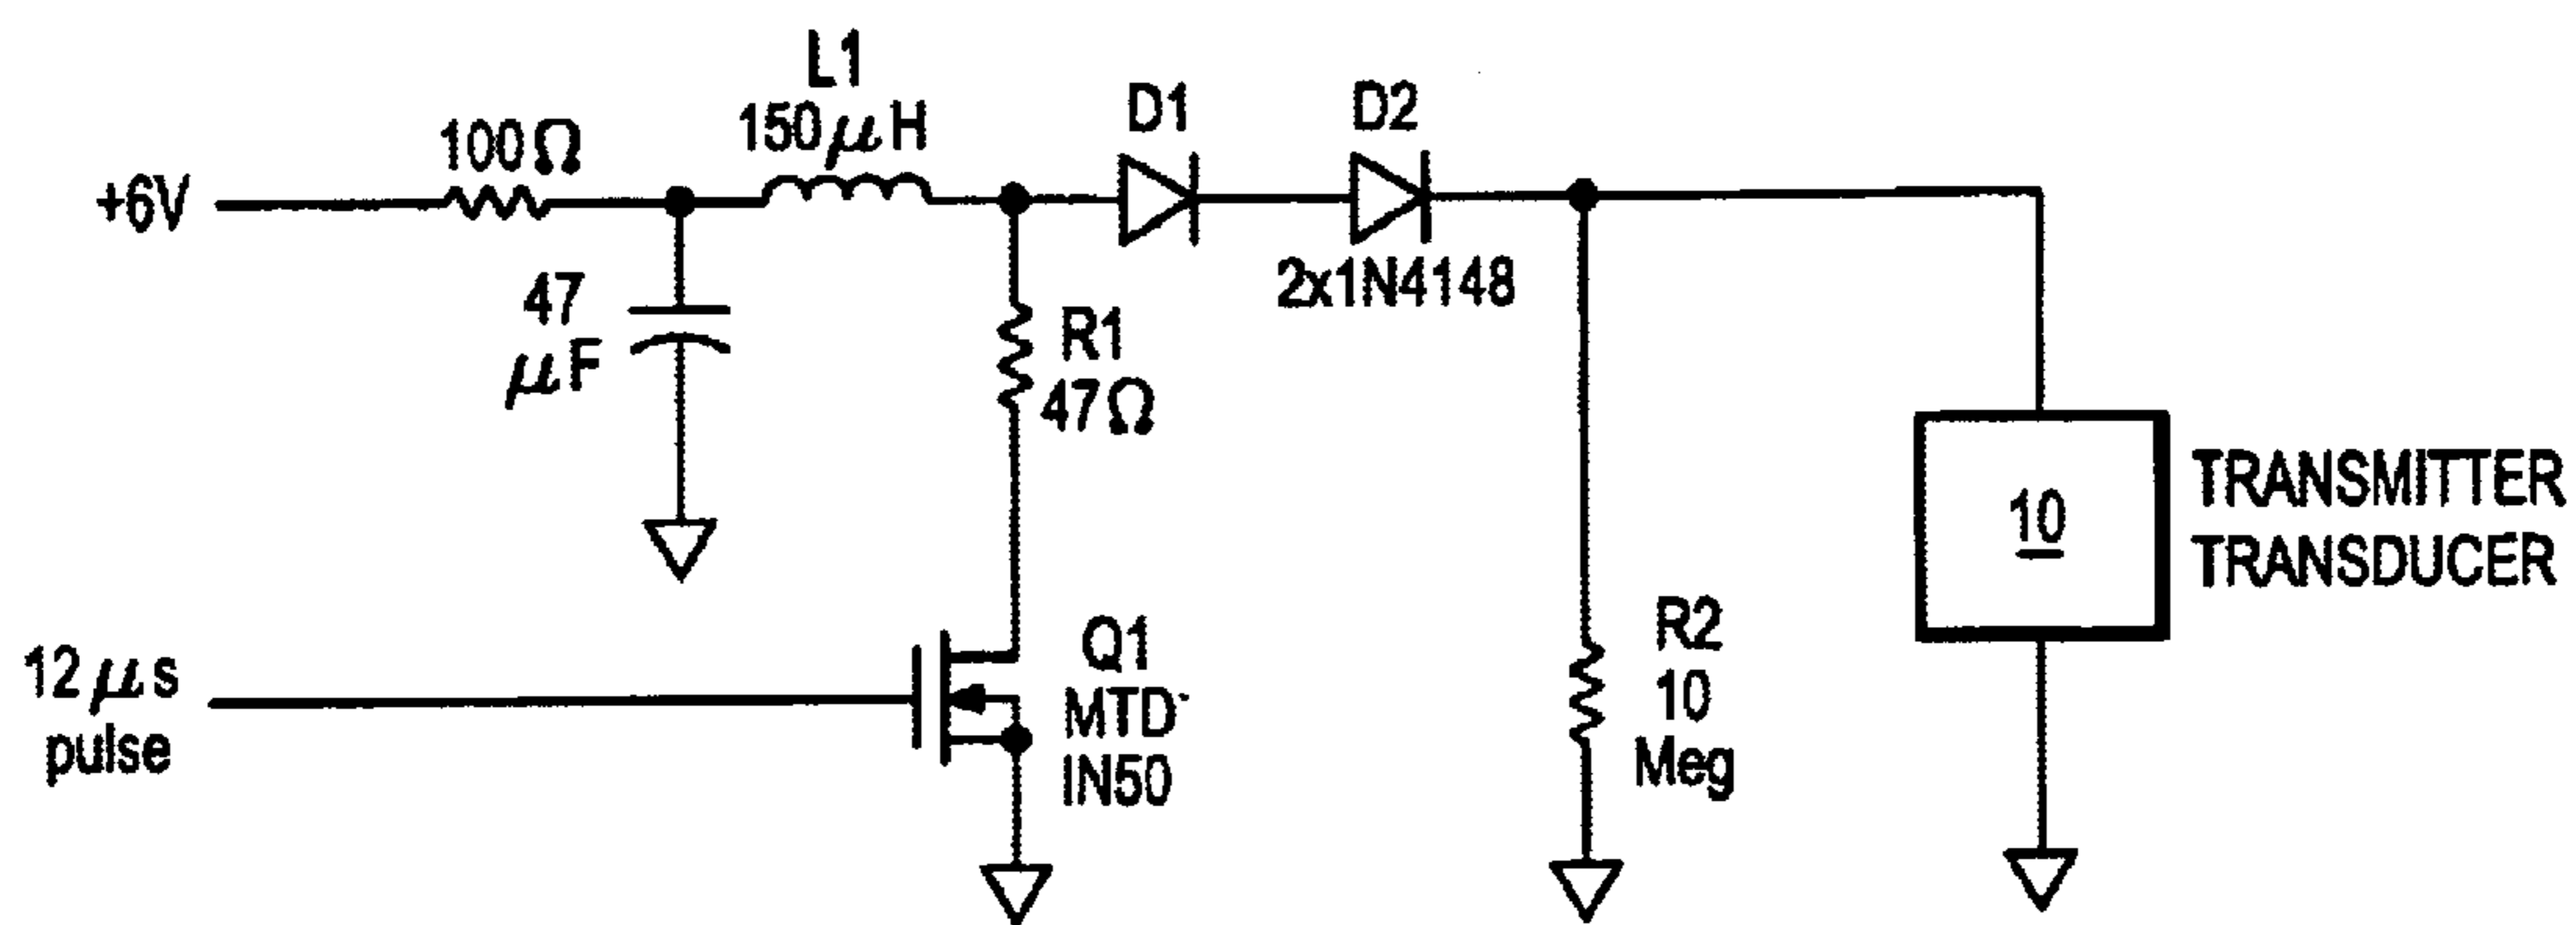 L1
150μH
D1
D2
100Ω
+6V
2x1N4148
47
μF
R1
47Ω
TRANSMITTER
TRANSDUCER
10
12μs
pulse
Q1
MTD
IN50
R2
10
Meg